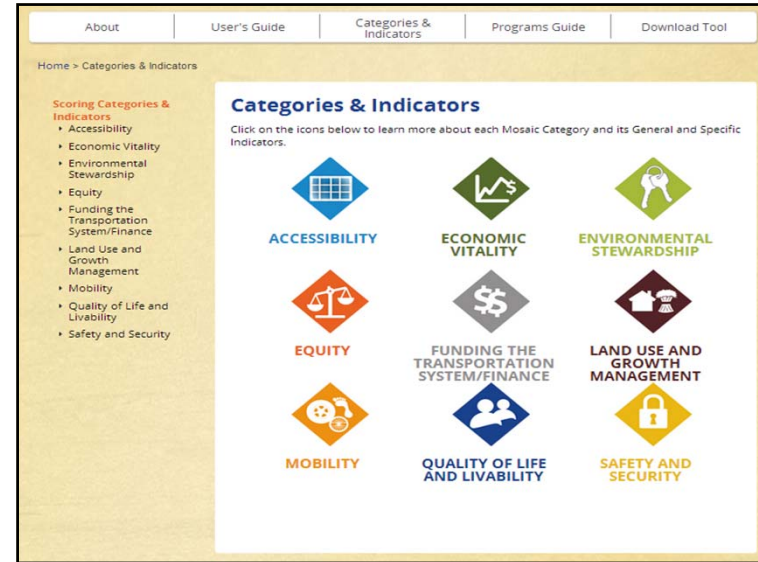 About
User's Guide
Categories &
Indicators
Programs Guide
Download Tool
Home > Categories & Indicators
Scoring Categories &
Indicators
Accessibility
Economic Vitality
Environmental
Stewardship
Equity
Funding the
Transportation
System/Finance
Land Use and
Growth
Management
Mobility
Quality of Life and
Livability
Safety and Security
Categories & Indicators
Click on the icons below to learn more about each Mosaic Category and its General and Specific
Indicators.
$
ACCESSIBILITY
ECONOMIC
VITALITY
ENVIRONMENTAL
STEWARDSHIP
$$
EQUITY
FUNDING THE
TRANSPORTATION
SYSTEM/FINANCE
LAND USE AND
GROWTH
MANAGEMENT
MOBILITY
QUALITY OF LIFE
AND LIVABILITY
SAFETY AND
SECURITY